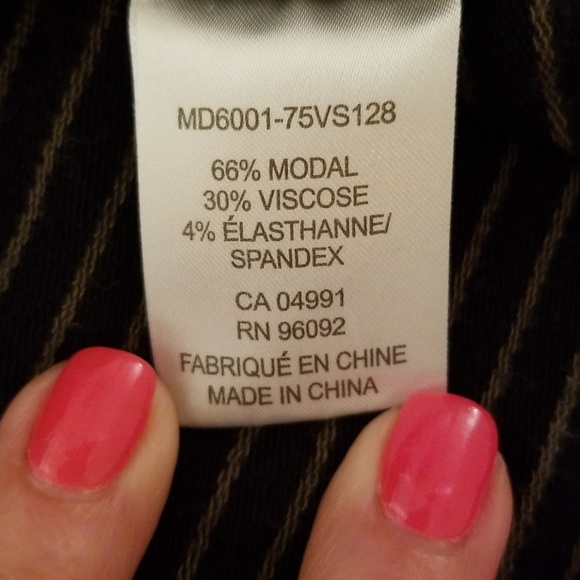 MD6001-75VS128
66% MODAL
30% VISCOSE
4% ÉLASTHANNE/
SPANDEX
CA 04991
RN 96092
FABRIQUÉ EN CHINE
MADE IN CHINA